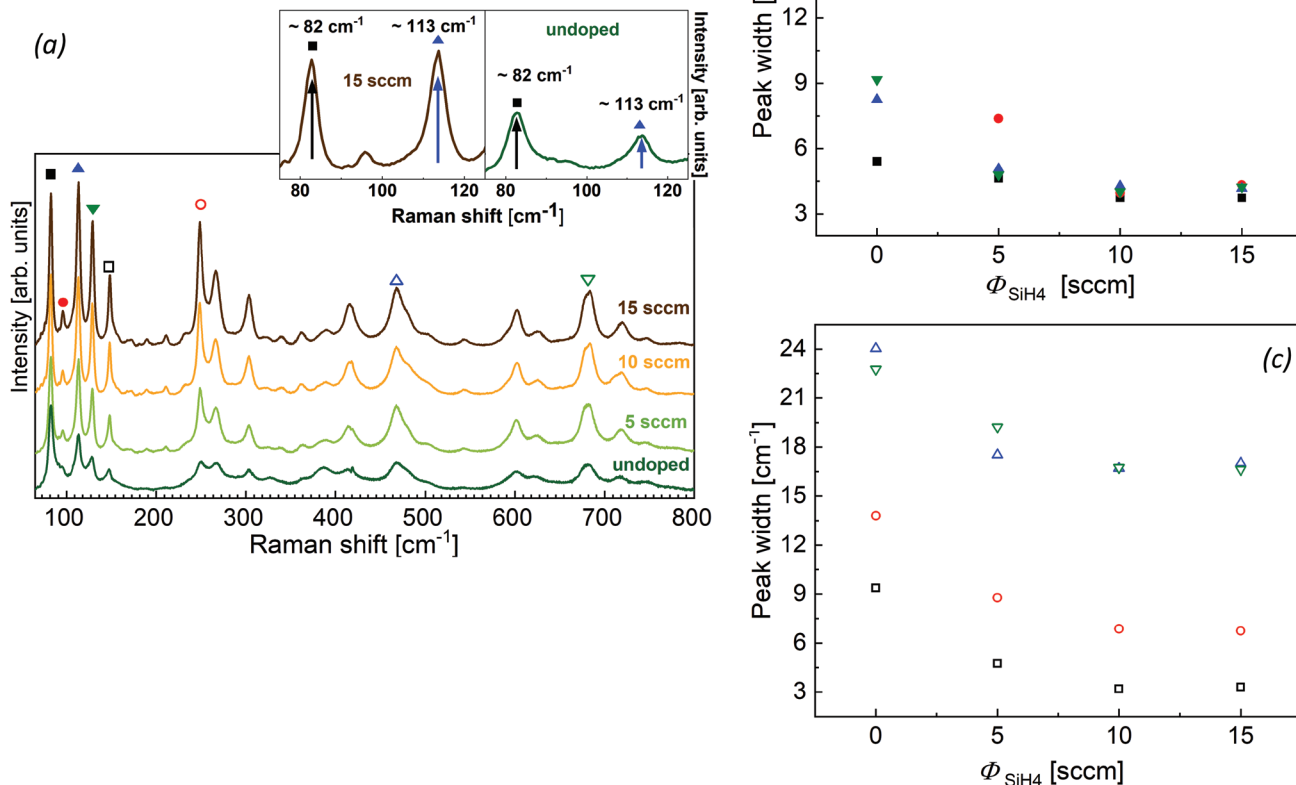 (a)
~ 82 cm-1
~ 113 cm-1
15 sccm
undoped
~ 82 cm-1
~ 113 cm-1
Intensity [arb. units]
80
100
120
80
100
120
Raman shift [cm-1]
Intensity [arb. units]
15 sccm
10 sccm
5 sccm
undoped
100
200
300
400
500
600
700
800
Raman shift [cm-1]
Peak width [
12
9
6
3
0
5
10
15
ΦSiH4 [sccm]
(c)
Peak width [cm-1]
24
21
18
15
12
9
6
3
0
5
10
15
ΦSiH4 [sccm]